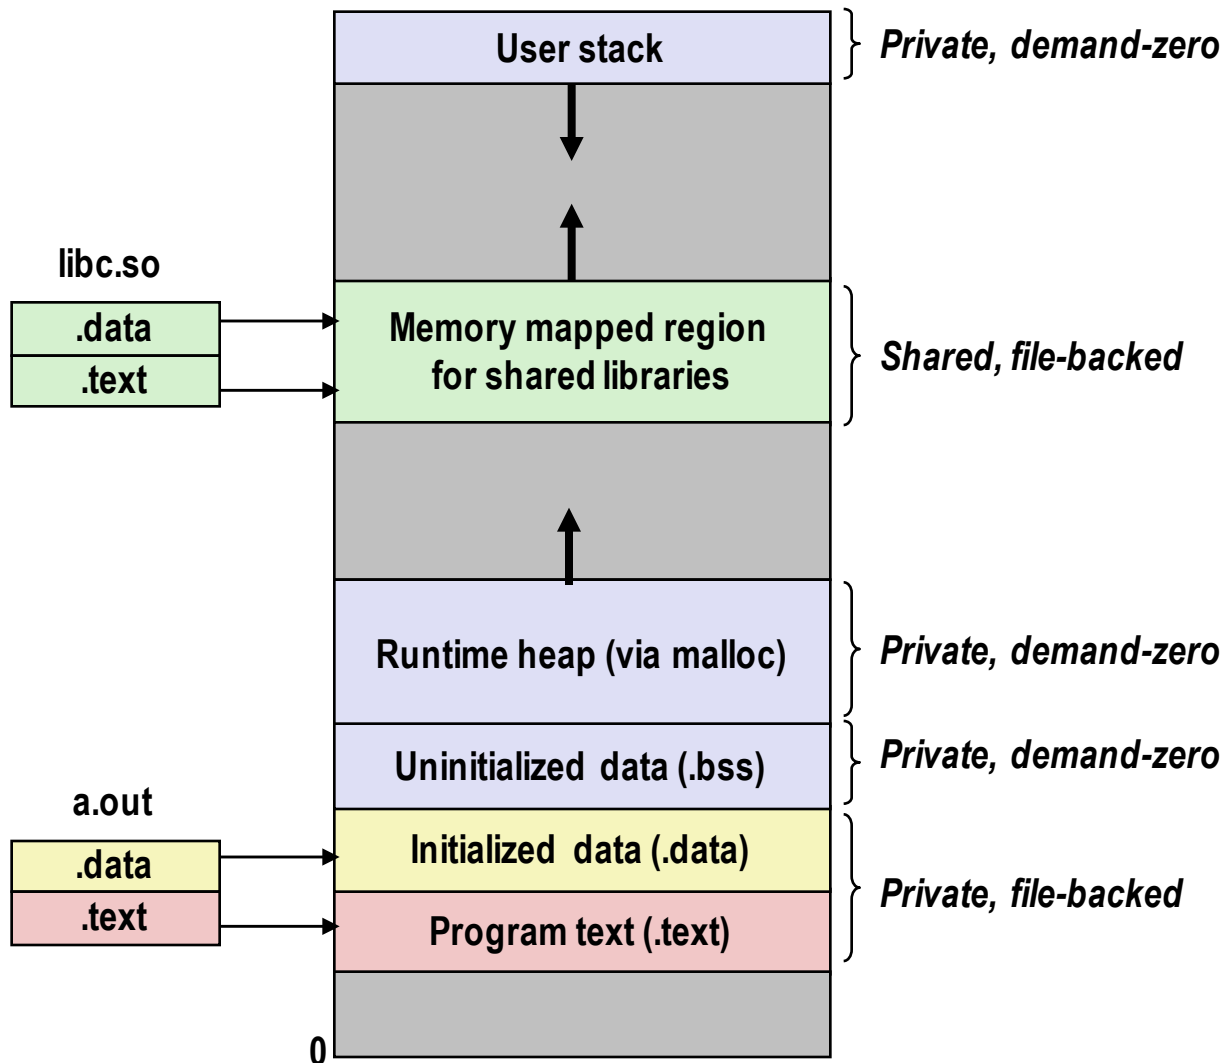 User stack
Private, demand-zero
libc.so
.data
.text
Memory mapped region
for shared libraries
Shared, file-backed
Runtime heap (via malloc)
Private, demand-zero
Uninitialized data (.bss)
Private, demand-zero
a.out
.data
.text
Initialized data (.data)
Program text (.text)
Private, file-backed
0